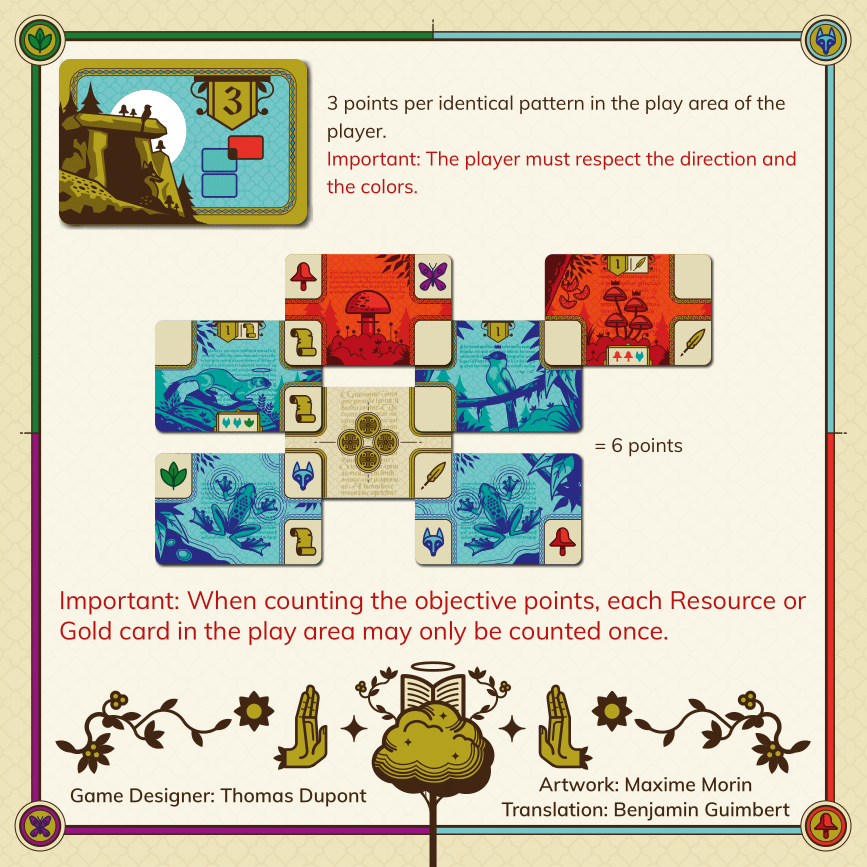 3
3 points per identical pattern in the play area of the
player.
Important: The player must respect the direction and
the colors.
1
1
1
= 6 points
Important: When counting the objective points, each Resource or
Gold card in the play area may only be counted once.
Game Designer: Thomas Dupont
Artwork: Maxime Morin
Translation: Benjamin Guimbert